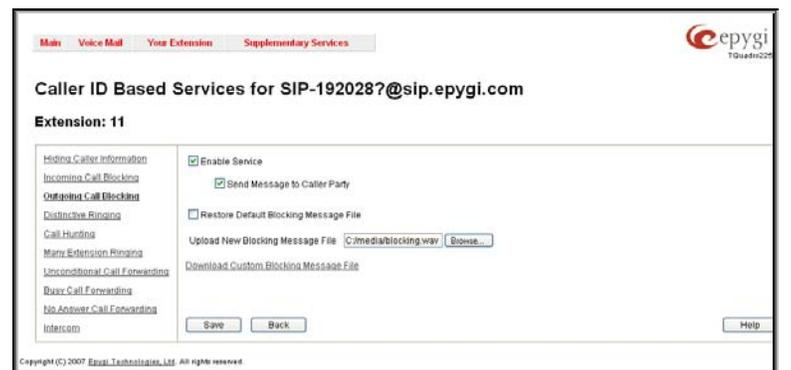 Main Voice Mail Your Extension Supplementary Services
epygi
TQuadro225
Caller ID Based Services for SIP-192028?@sip.epygi.com
Extension: 11
Hiding Caller Information
Incoming Call Blocking
Outgoing Call Blocking
Distinctive Ringing
Call Hunting
Many Extension Ringing
Unconditional Call Forwarding
Busy Call Forwarding
No Answer Call Forwarding
Intercom
Enable Service
Send Message to Caller Party
Restore Default Blocking Message File
Upload New Blocking Message File C:/media/blocking.wav Browse...
Download Custom Blocking Message File
Save Back Help
Copyright (C) 2007 Epygi Technologies, Ltd. All rights reserved.